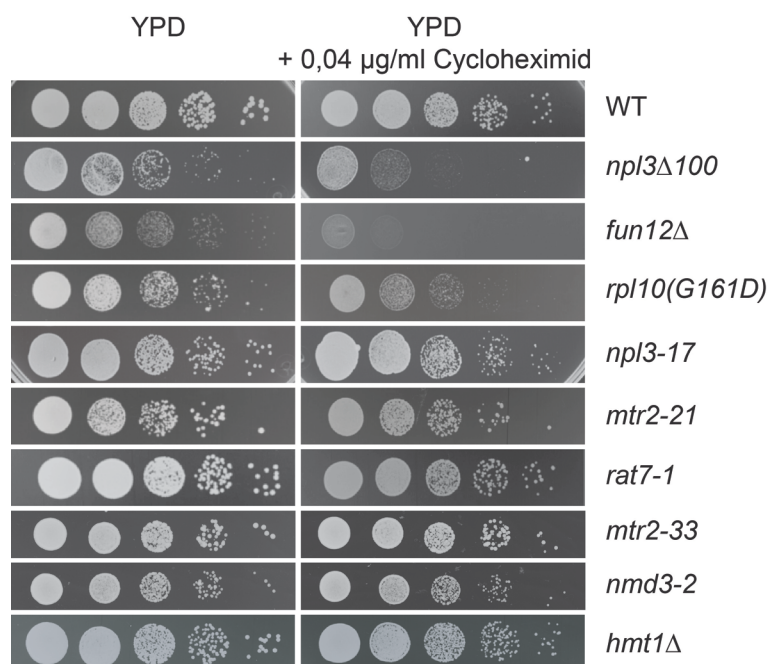 YPD
YPD
+ 0,04 µg/ml Cycloheximid
WT
npl3Δ100
fun12Δ
rpl10(G161D)
npl3-17
mtr2-21
rat7-1
mtr2-33
nmd3-2
hmt1Δ